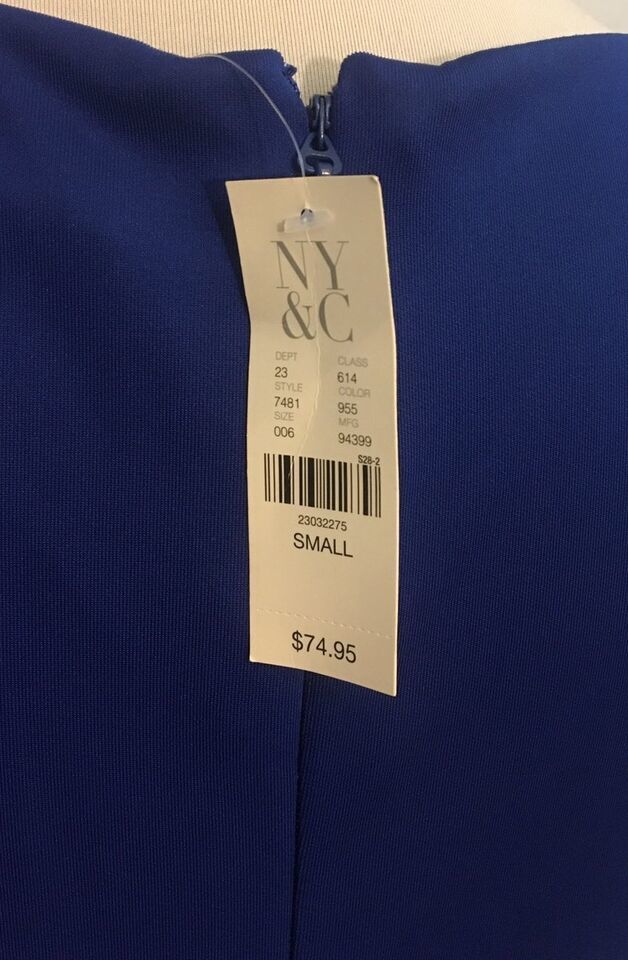 NY
&C
DEPT CLASS
23 614
STYLE COLOR
7481 955
SIZE MFG
006 94399
S28-2
23032275
SMALL
$74.95